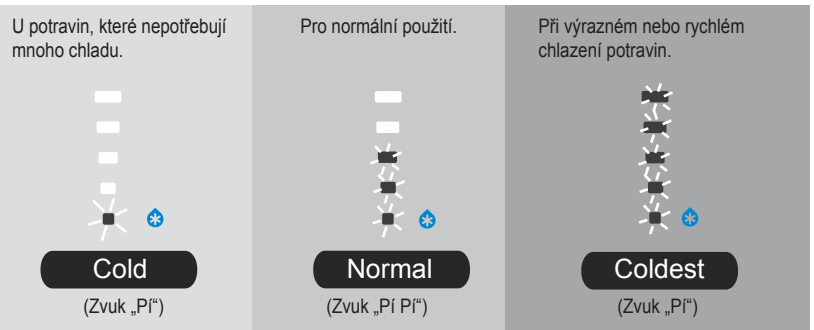 U potravin, které nepotřebují
mnoho chladu.
Cold
(Zvuk „Pí“)
Pro normální použití.
Normal
(Zvuk „Pí Pí“)
Při výrazném nebo rychlém
chlazení potravin.
Coldest
(Zvuk „Pí“)